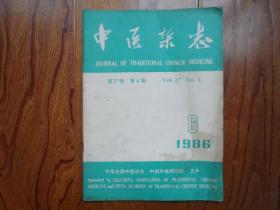 中医杂志
JOURNAL OF TRADITIONAL CHINESE MEDICINE
第27卷 第6期 Vol. 27 No. 6
6
1986
中华全国中医学会 中国中医研究院 主办
Sponsored by ALL-CHINA ASSOCIATION OF TRADITIONAL CHINESE
MEDICINE and CHINA ACADEMY OF TRADITIONAL CHINESE MEDICINE